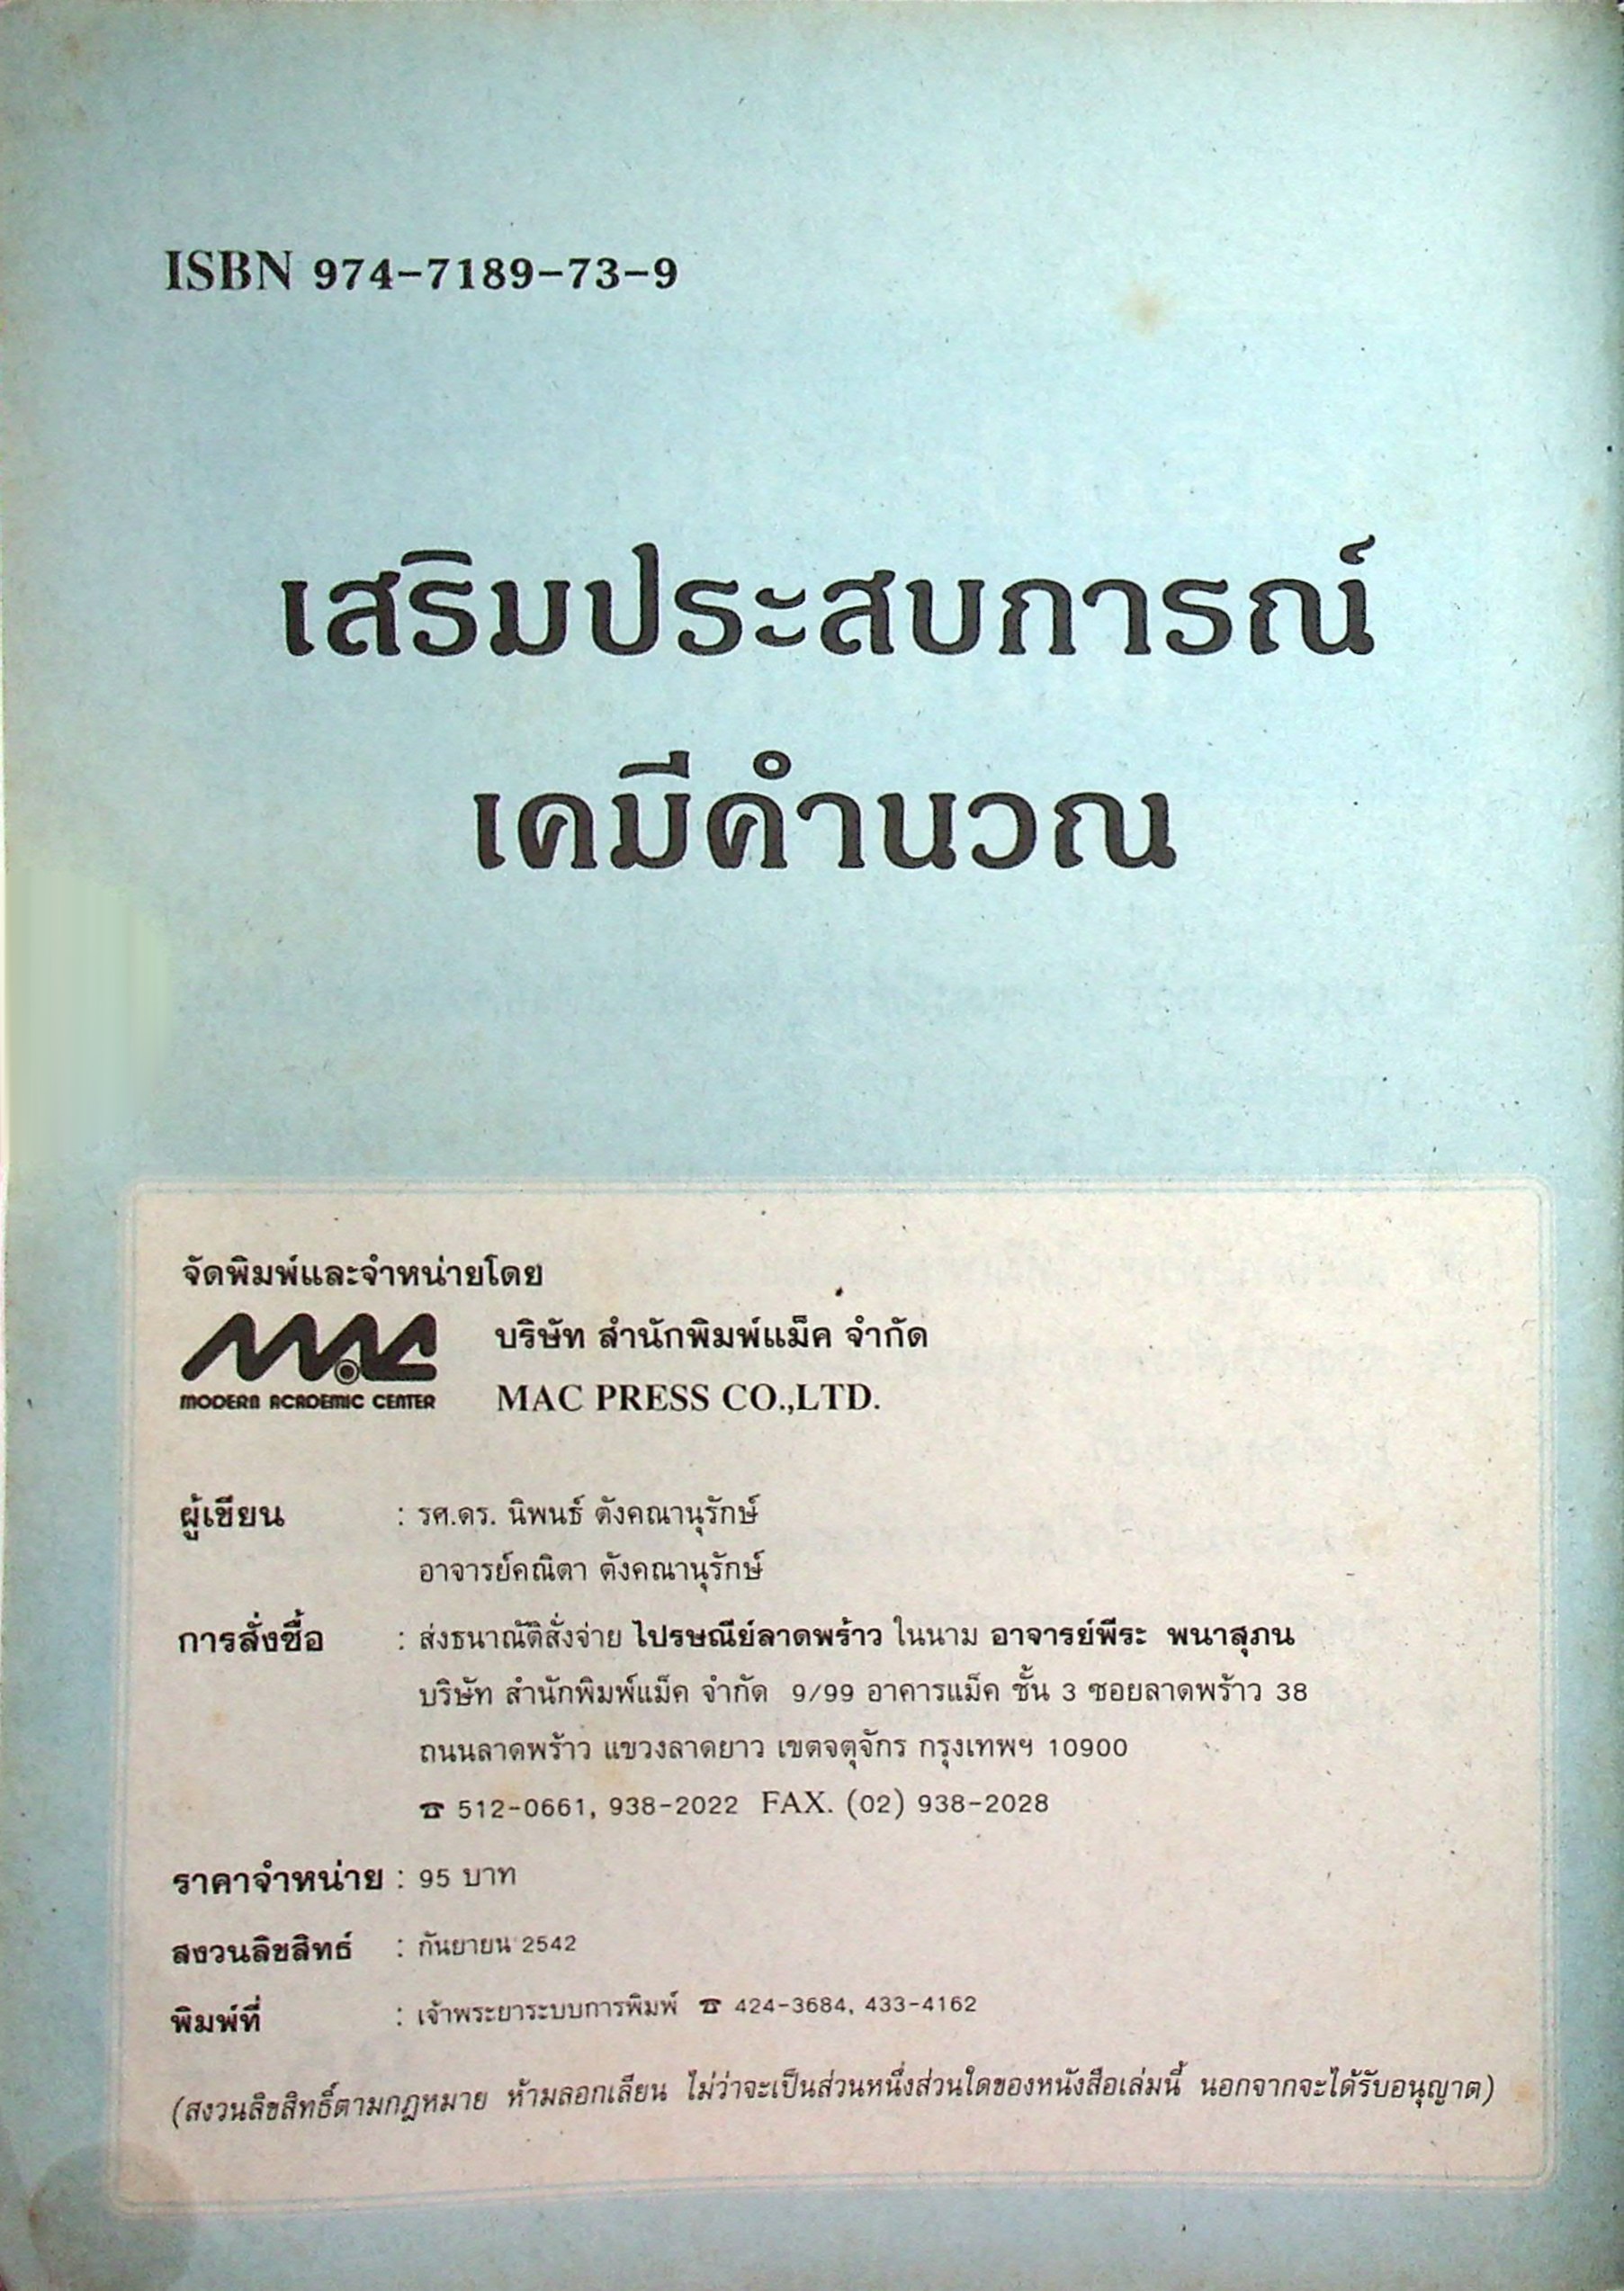 ISBN 974-7189-73-9
เสริมประสบการณ์
เคมีคำนวณ
จัดพิมพ์และจำหน่ายโดย
MAC
MODERN ACADEMIC CENTER
บริษัท สำนักพิมพ์แม็ค จำกัด
MAC PRESS CO.,LTD.
ผู้เขียน : รศ.ดร. นิพนธ์ ตังคณานุรักษ์
อาจารย์คณิตา ตังคณานุรักษ์
การสั่งซื้อ : ส่งธนาณัติสั่งจ่าย ไปรษณีย์ลาดพร้าว ในนาม อาจารย์พีระ พนาสุภน
บริษัท สำนักพิมพ์แม็ค จำกัด 9/99 อาคารแม็ค ชั้น 3 ซอยลาดพร้าว 38
ถนนลาดพร้าว แขวงลาดยาว เขตจตุจักร กรุงเทพฯ 10900
☎ 512-0661, 938-2022 FAX. (02) 938-2028
ราคาจำหน่าย : 95 บาท
สงวนลิขสิทธ์ : กันยายน 2542
พิมพ์ที่ : เจ้าพระยาระบบการพิมพ์ ☎ 424-3684, 433-4162
(สงวนลิขสิทธิ์ตามกฎหมาย ห้ามลอกเลียน ไม่ว่าจะเป็นส่วนหนึ่งส่วนใดของหนังสือเล่มนี้ นอกจากจะได้รับอนุญาต)